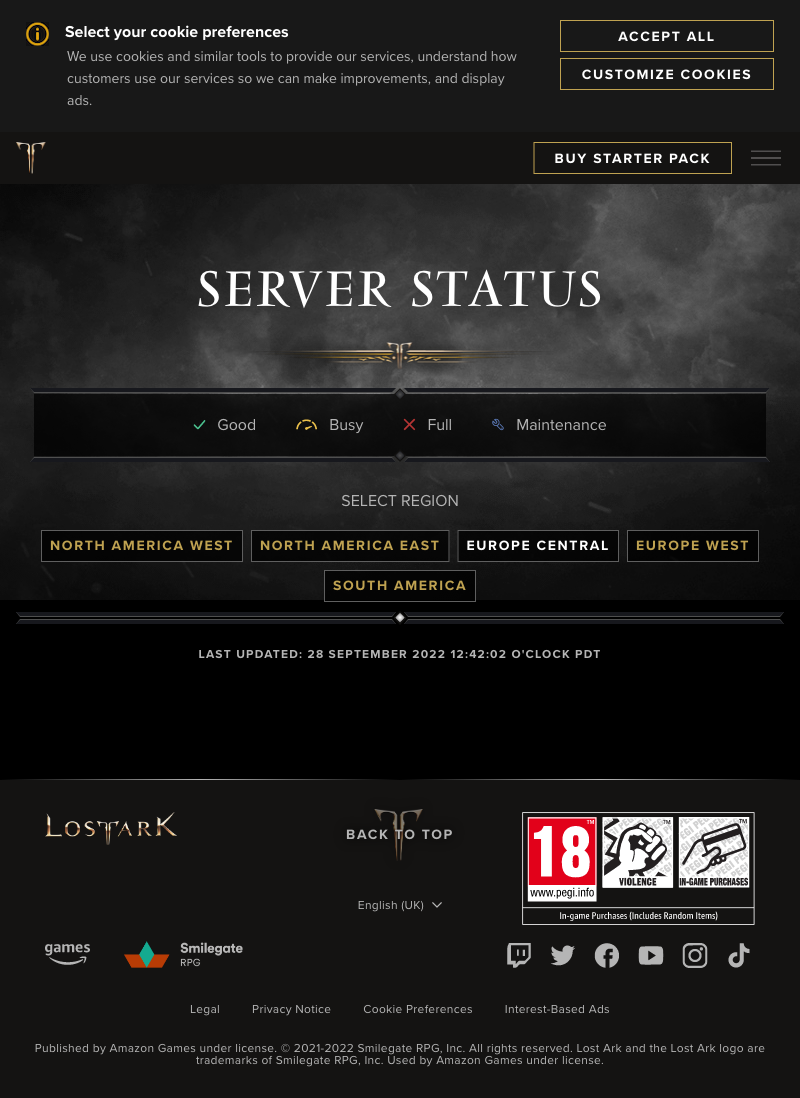 Select your cookie preferences
We use cookies and similar tools to provide our services, understand how
customers use our services so we can make improvements, and display
ads.
ACCEPT ALL
CUSTOMIZE COOKIES
BUY STARTER PACK
SERVER STATUS
Good Busy Full Maintenance
SELECT REGION
NORTH AMERICA WEST NORTH AMERICA EAST EUROPE CENTRAL EUROPE WEST
SOUTH AMERICA
LAST UPDATED: 28 SEPTEMBER 2022 12:42:02 O'CLOCK PDT
LOST ARK
BACK TO TOP
English (UK)
18 TM
www.pegi.info
TM
VIOLENCE
TM
IN-GAME PURCHASES
In-game Purchases (Includes Random Items)
games
Smilegate
RPG
Legal Privacy Notice Cookie Preferences Interest-Based Ads
Published by Amazon Games under license. © 2021-2022 Smilegate RPG, Inc. All rights reserved. Lost Ark and the Lost Ark logo are
trademarks of Smilegate RPG, Inc. Used by Amazon Games under license.